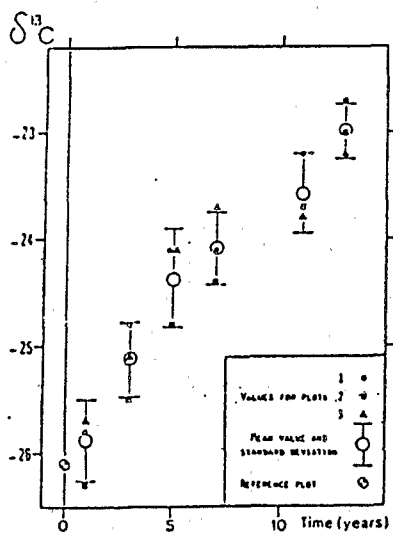 δ¹³C
-23
-24
-25
-26
0
5
10
Time (years)
1
VALUES FOR PLOTS 2
3
MEAN VALUE AND
STANDARD DEVIATION
REFERENCE PLOT